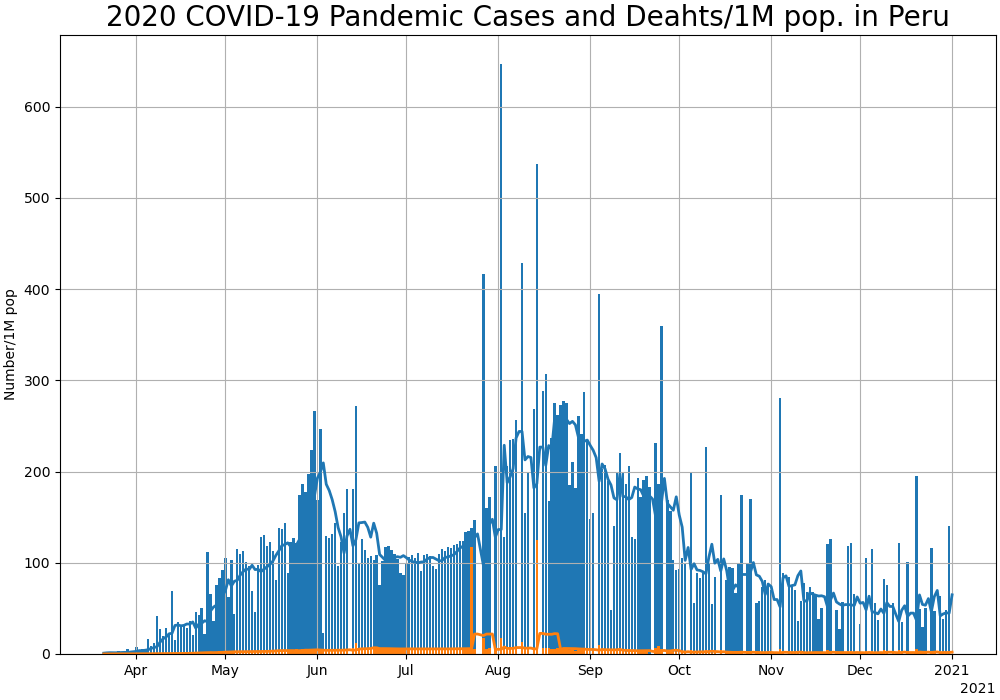 2020 COVID-19 Pandemic Cases and Deahts/1M pop. in Peru
Number/1M pop
600
500
400
300
200
100
0
Apr May Jun Jul Aug Sep Oct Nov Dec 2021
2021